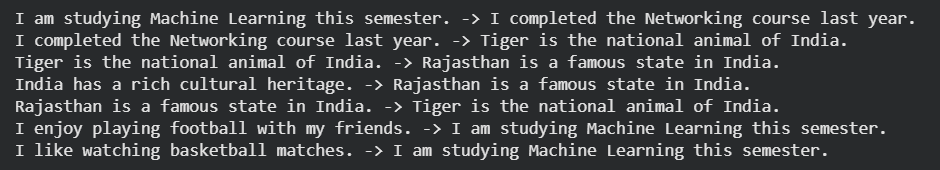 I am studying Machine Learning this semester. -> I completed the Networking course last year.
I completed the Networking course last year. -> Tiger is the national animal of India.
Tiger is the national animal of India. -> Rajasthan is a famous state in India.
India has a rich cultural heritage. -> Rajasthan is a famous state in India.
Rajasthan is a famous state in India. -> Tiger is the national animal of India.
I enjoy playing football with my friends. -> I am studying Machine Learning this semester.
I like watching basketball matches. -> I am studying Machine Learning this semester.